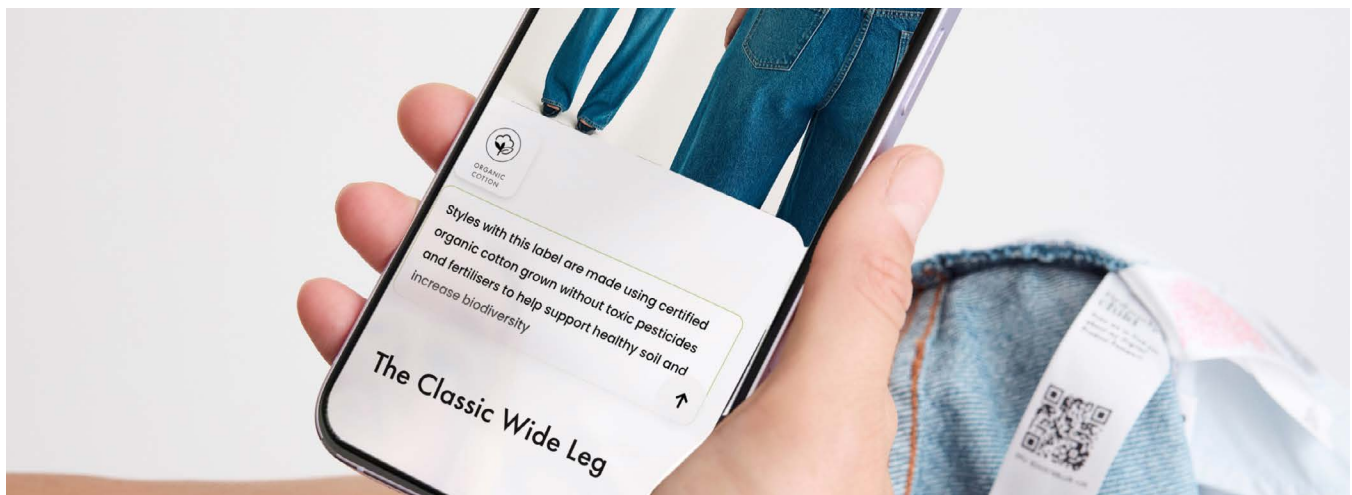 ORGANIC
COTTON
Styles with this label are made using certified
organic cotton grown without toxic pesticides
and fertilisers to help support healthy soil and
increase biodiversity
The Classic Wide Leg